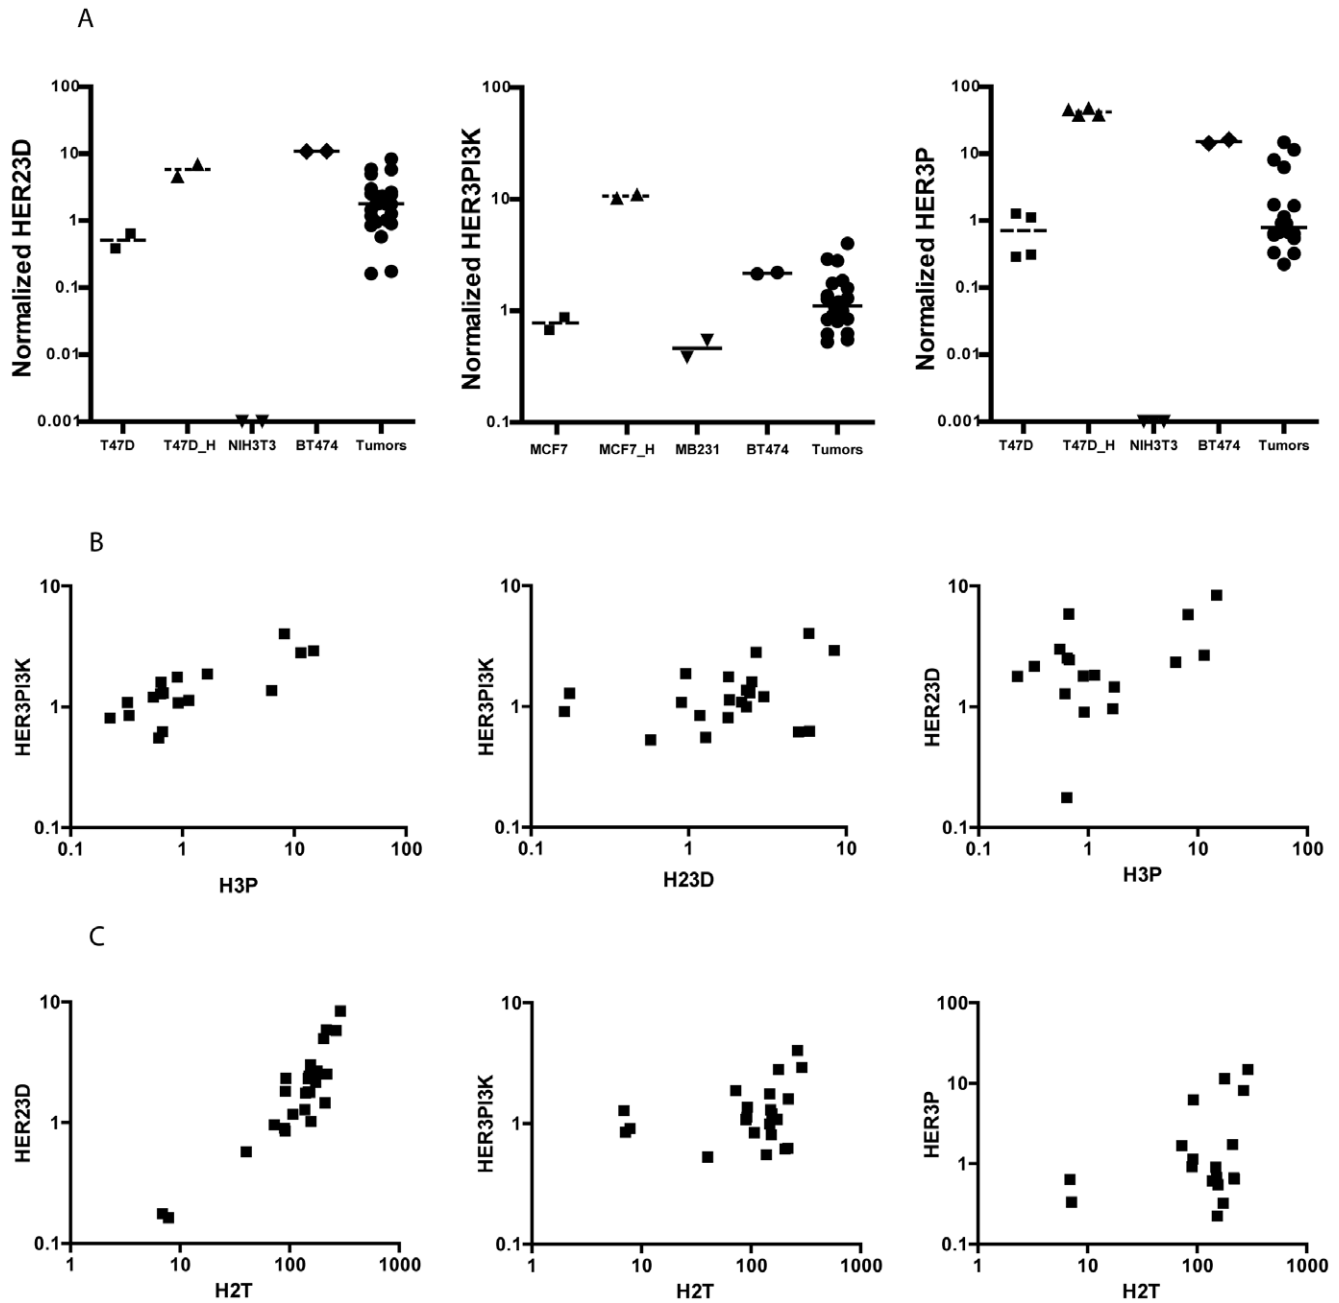 A
Normalized HER23D
100
10
1
0.1
0.01
0.001
T47D T47D_H NIH3T3 BT474 Tumors
Normalized HER3PI3K
100
10
1
0.1
MCF7 MCF7_H MB231 BT474 Tumors
Normalized HER3P
100
10
1
0.1
0.01
0.001
T47D T47D_H NIH3T3 BT474 Tumors
B
HER3PI3K
10
1
0.1
0.1 1 10 100
H3P
HER3PI3K
10
1
0.1
0.1 1 10
H23D
HER23D
10
1
0.1
0.1 1 10 100
H3P
C
HER23D
10
1
0.1
1 10 100 1000
H2T
HER3PI3K
10
1
0.1
1 10 100 1000
H2T
HER3P
100
10
1
0.1
1 10 100 1000
H2T